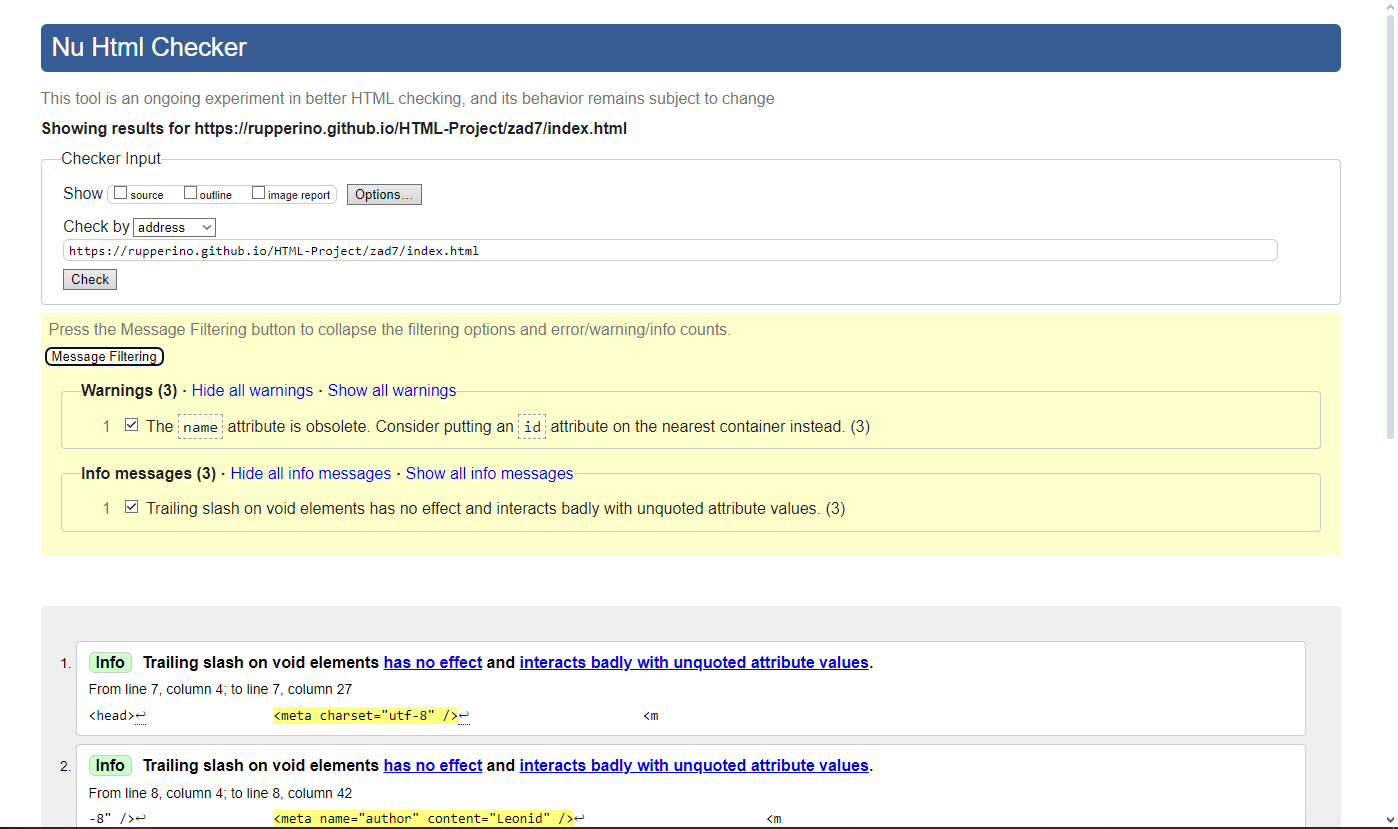 Nu Html Checker
This tool is an ongoing experiment in better HTML checking, and its behavior remains subject to change
Showing results for https://rupperino.github.io/HTML-Project/zad7/index.html
Checker Input
Show source outline image report Options...
Check by address
https://rupperino.github.io/HTML-Project/zad7/index.html
Check
Press the Message Filtering button to collapse the filtering options and error/warning/info counts.
Message Filtering
Warnings (3) · Hide all warnings · Show all warnings
1 The name attribute is obsolete. Consider putting an id attribute on the nearest container instead. (3)
Info messages (3) · Hide all info messages · Show all info messages
1 Trailing slash on void elements has no effect and interacts badly with unquoted attribute values. (3)
1. Info Trailing slash on void elements has no effect and interacts badly with unquoted attribute values.
From line 7, column 4; to line 7, column 27
<head>↩ <meta charset="utf-8" />↩ <m
2. Info Trailing slash on void elements has no effect and interacts badly with unquoted attribute values.
From line 8, column 4; to line 8, column 42
-8" />↩ <meta name="author" content="Leonid" />↩ <m